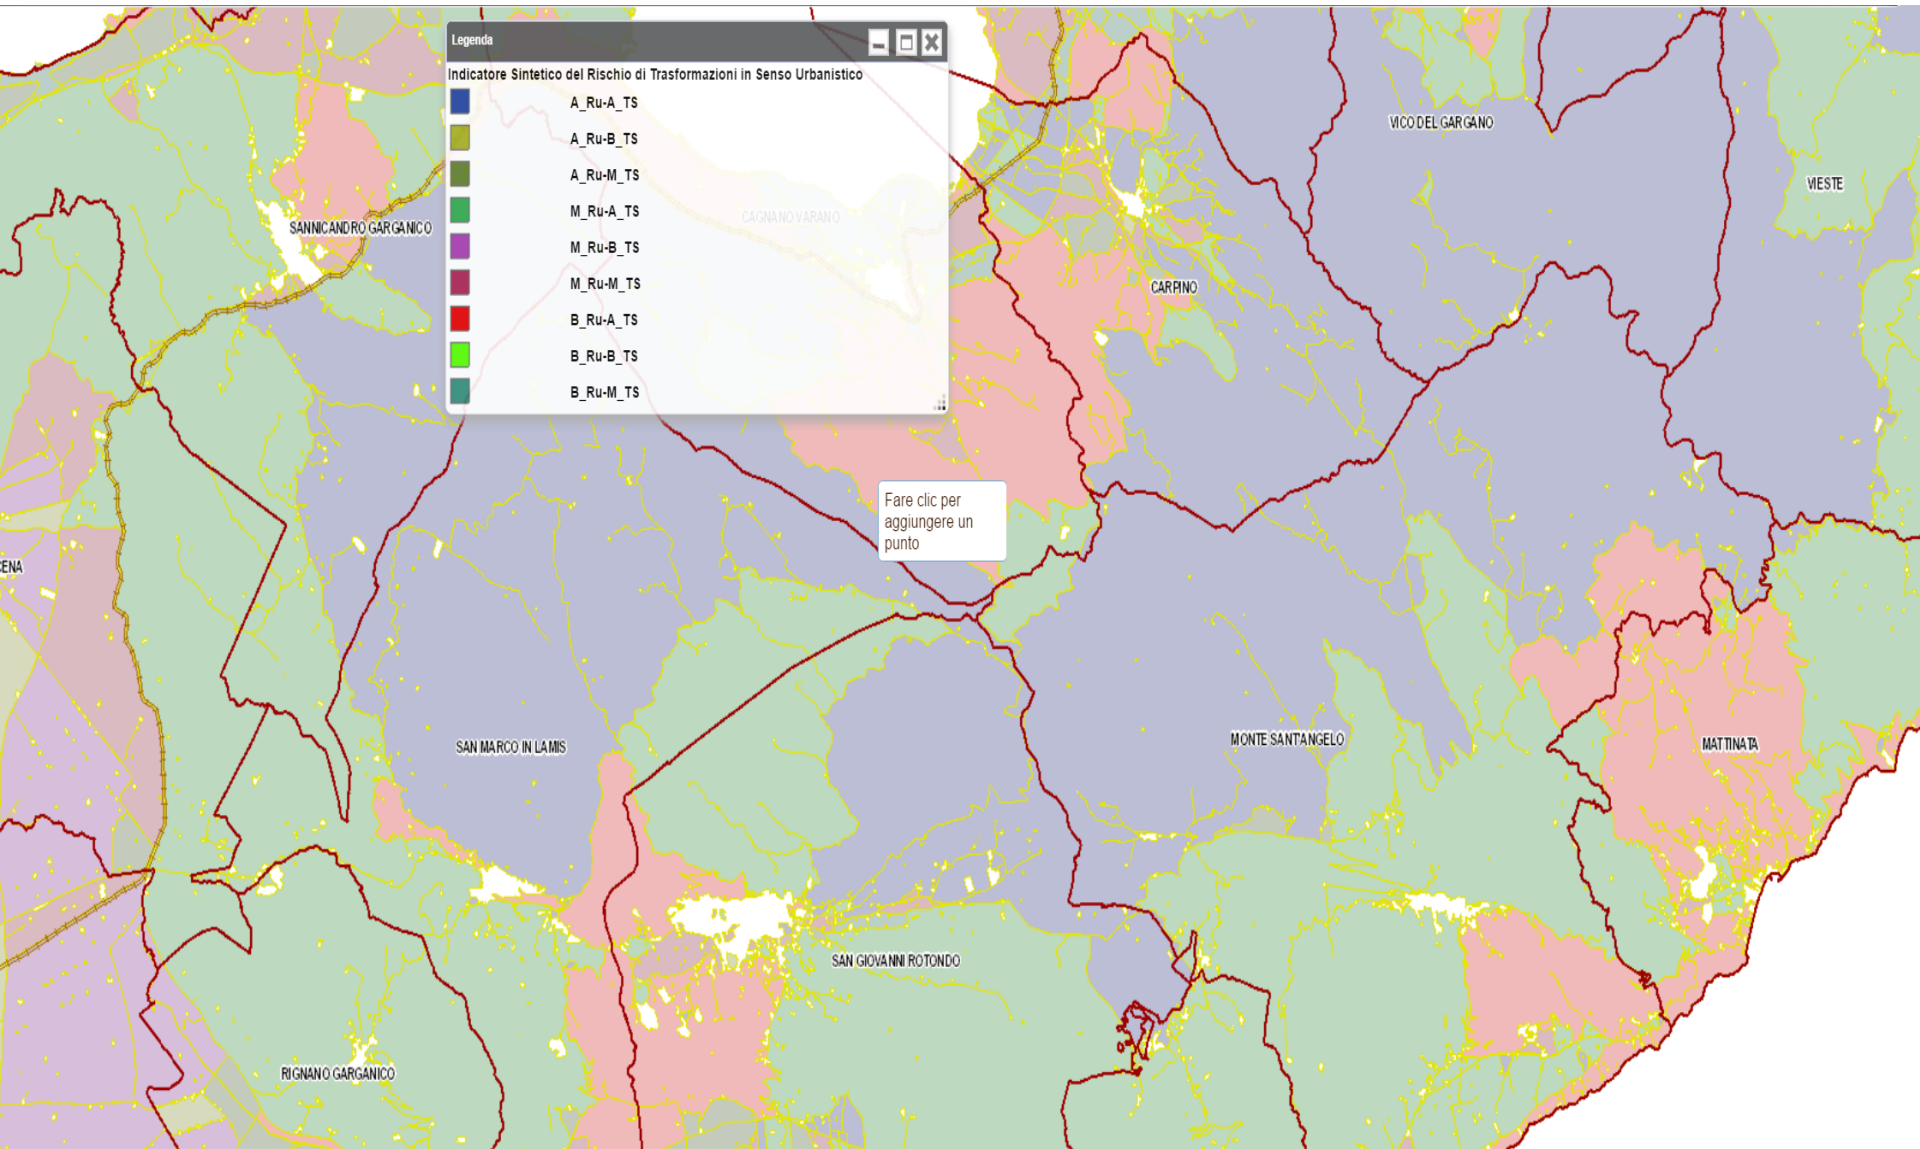 Legenda
Indicatore Sintetico del Rischio di Trasformazioni in Senso Urbanistico
A_Ru-A_TS
A_Ru-B_TS
A_Ru-M_TS
M_Ru-A_TS
M_Ru-B_TS
M_Ru-M_TS
B_Ru-A_TS
B_Ru-B_TS
B_Ru-M_TS
VICO DEL GARGANO
VIESTE
CAGNANO VARANO
SANNICANDRO GARGANICO
CARPINO
Fare clic per
aggiungere un
punto
CENA
SAN MARCO IN LAMIS
MONTE SANT'ANGELO
MATTINATA
SAN GIOVANNI ROTONDO
RIGNANO GARGANICO